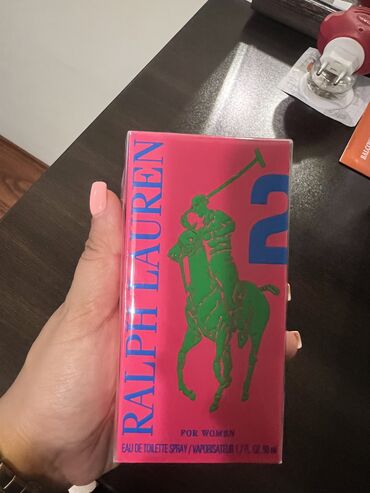 RALPH LAUREN
2
FOR WOMEN
EAU DE TOILETTE SPRAY / VAPORISATEUR 1.7 FL. OZ. 50 ml